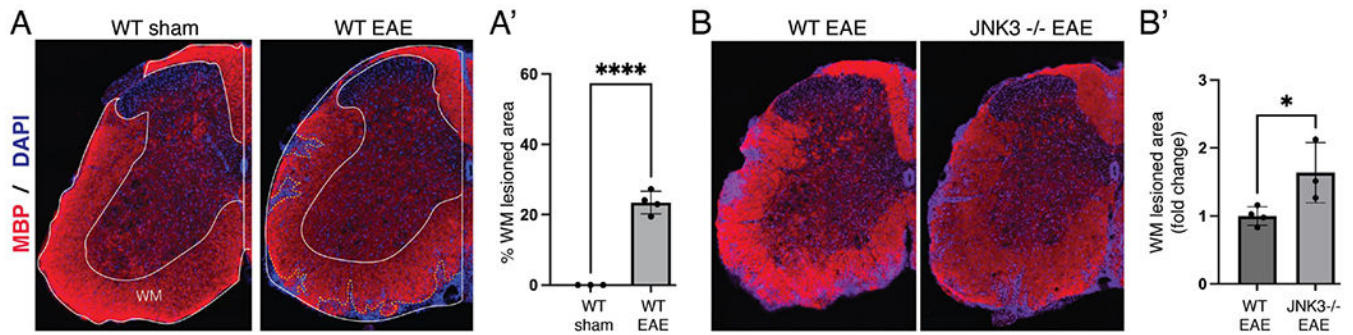 A
WT sham
WT EAE
MBP / DAPI
WM
A'
% WM lesioned area
60
40
20
0
****
WT
sham
WT
EAE
B
WT EAE
JNK3 -/- EAE
B'
WM lesioned area
(fold change)
3
2
1
0
*
WT
EAE
JNK3-/-
EAE